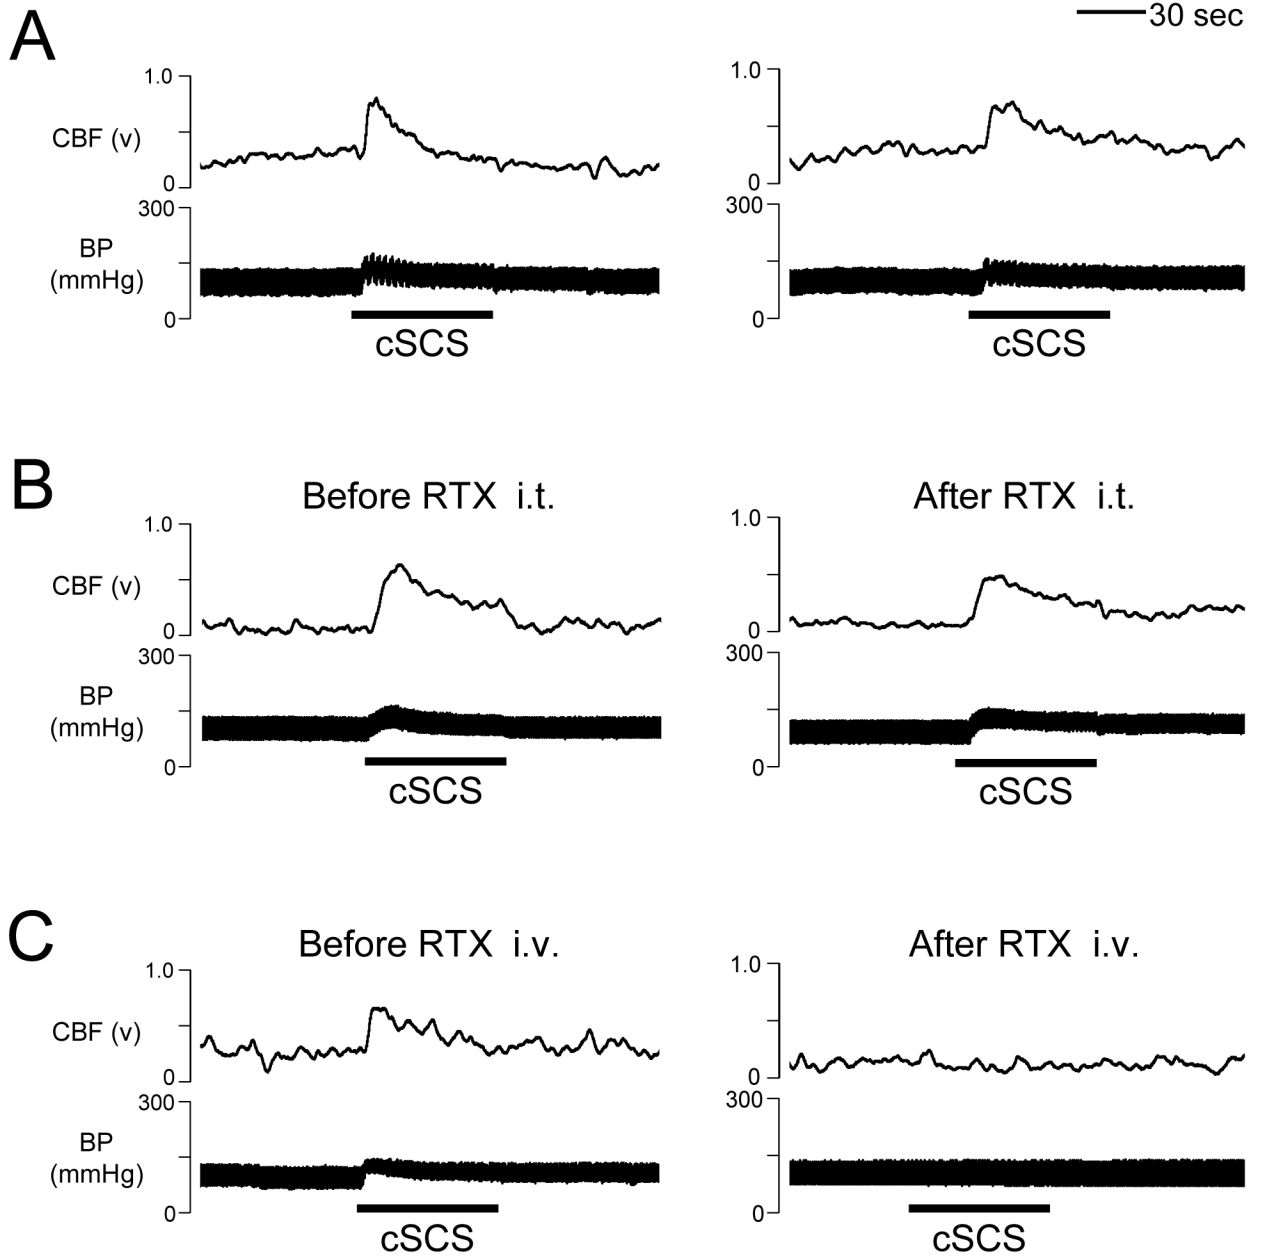 A
30 sec
1.0
1.0
CBF (v)
0
0
300
300
BP
(mmHg)
0
0
cSCS
cSCS
B
Before RTX i.t.
After RTX i.t.
1.0
1.0
CBF (v)
0
0
300
300
BP
(mmHg)
0
0
cSCS
cSCS
C
Before RTX i.v.
After RTX i.v.
1.0
1.0
CBF (v)
0
0
300
300
BP
(mmHg)
0
0
cSCS
cSCS